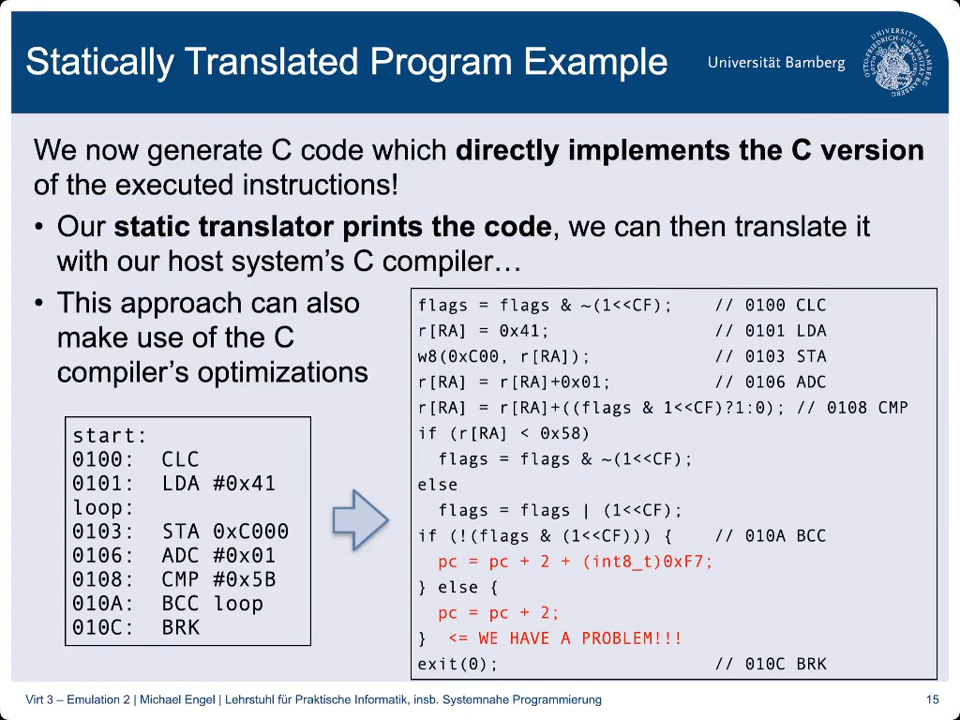 Statically Translated Program Example
Universität Bamberg
We now generate C code which directly implements the C version
of the executed instructions!
• Our static translator prints the code, we can then translate it
with our host system's C compiler…
• This approach can also
make use of the C
compiler's optimizations
start:
0100: CLC
0101: LDA #0x41
loop:
0103: STA 0xC000
0106: ADC #0x01
0108: CMP #0x5B
010A: BCC loop
010C: BRK
flags = flags & ~(1<<CF); // 0100 CLC
r[RA] = 0x41; // 0101 LDA
w8(0xC00, r[RA]); // 0103 STA
r[RA] = r[RA]+0x01; // 0106 ADC
r[RA] = r[RA]+((flags & 1<<CF)?1:0); // 0108 CMP
if (r[RA] < 0x58)
flags = flags & ~(1<<CF);
else
flags = flags | (1<<CF);
if (!(flags & (1<<CF))) { // 010A BCC
pc = pc + 2 + (int8_t)0xF7;
} else {
pc = pc + 2;
} <= WE HAVE A PROBLEM!!!
exit(0); // 010C BRK
Virt 3 – Emulation 2 | Michael Engel | Lehrstuhl für Praktische Informatik, insb. Systemnahe Programmierung
15